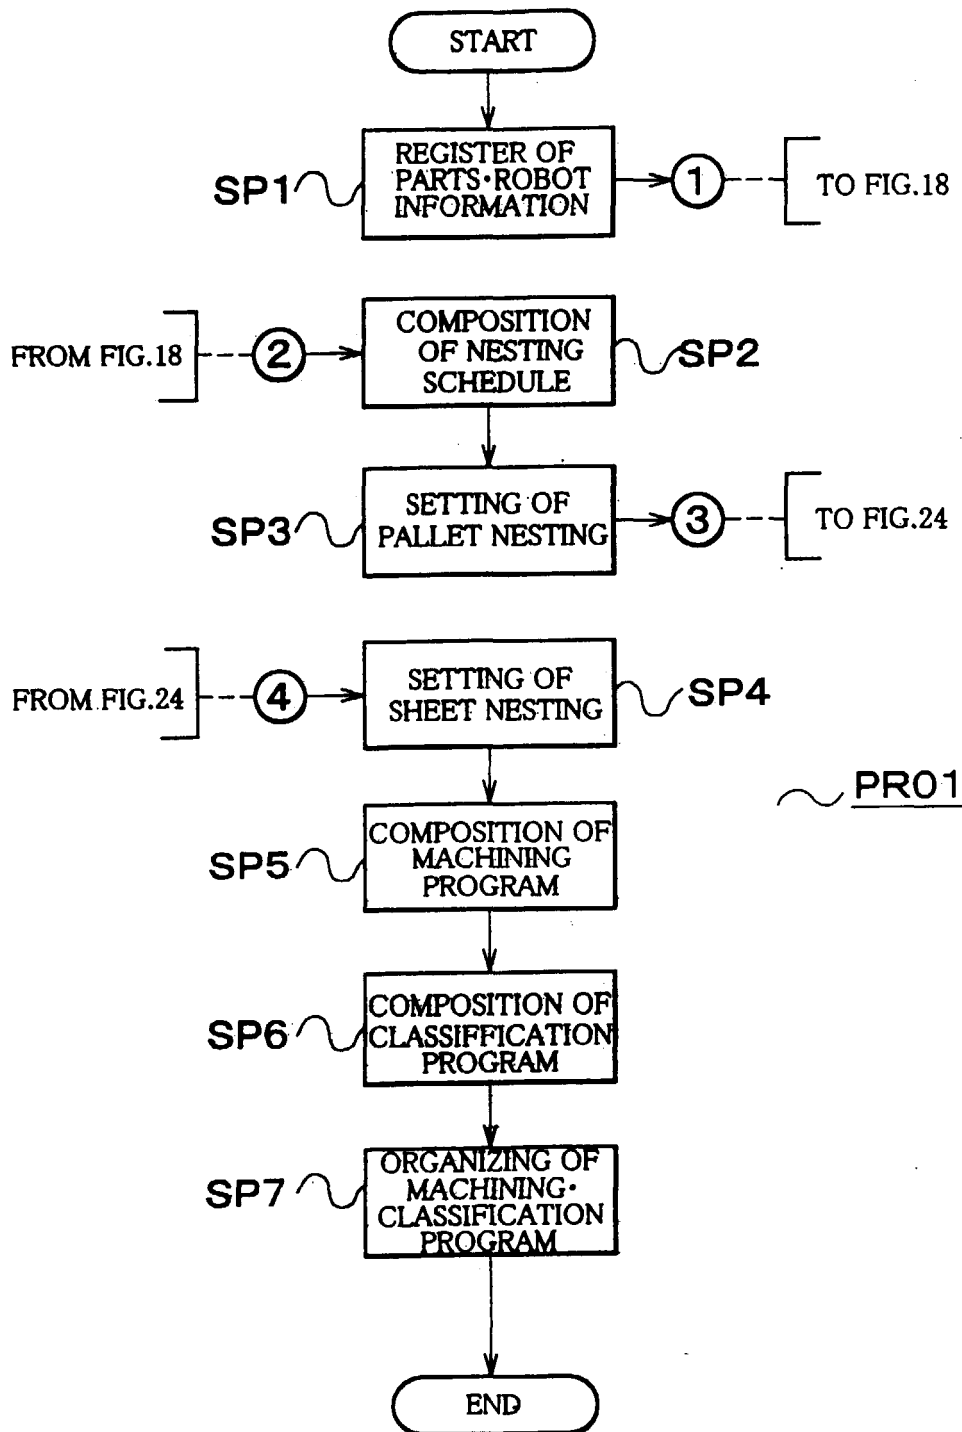 START
SP1
REGISTER OF
PARTS・ROBOT
INFORMATION
1
TO FIG.18
FROM FIG.18
2
COMPOSITION
OF NESTING
SCHEDULE
SP2
SP3
SETTING OF
PALLET NESTING
3
TO FIG.24
FROM FIG.24
4
SETTING OF
SHEET NESTING
SP4
PRO1
SP5
COMPOSITION OF
MACHINING
PROGRAM
SP6
COMPOSITION OF
CLASSIFFICATION
PROGRAM
SP7
ORGANIZING OF
MACHINING・
CLASSIFICATION
PROGRAM
END